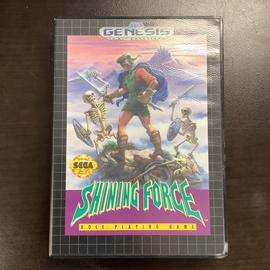 GENESIS
SEGA
SHINING FORCE
ROLE PLAYING GAME